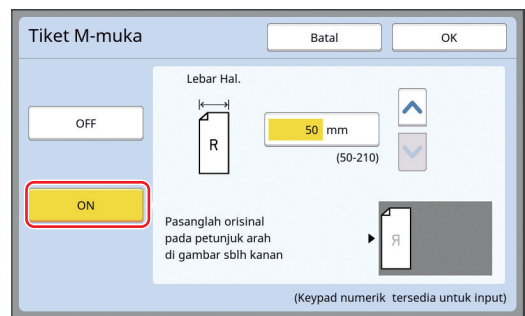 Tiket M-muka
Batal
OK
OFF
ON
Lebar Hal.
R
50 mm
(50-210)
Pasanglah orisinal
pada petunjuk arah
di gambar sblh kanan
R
(Keypad numerik tersedia untuk input)